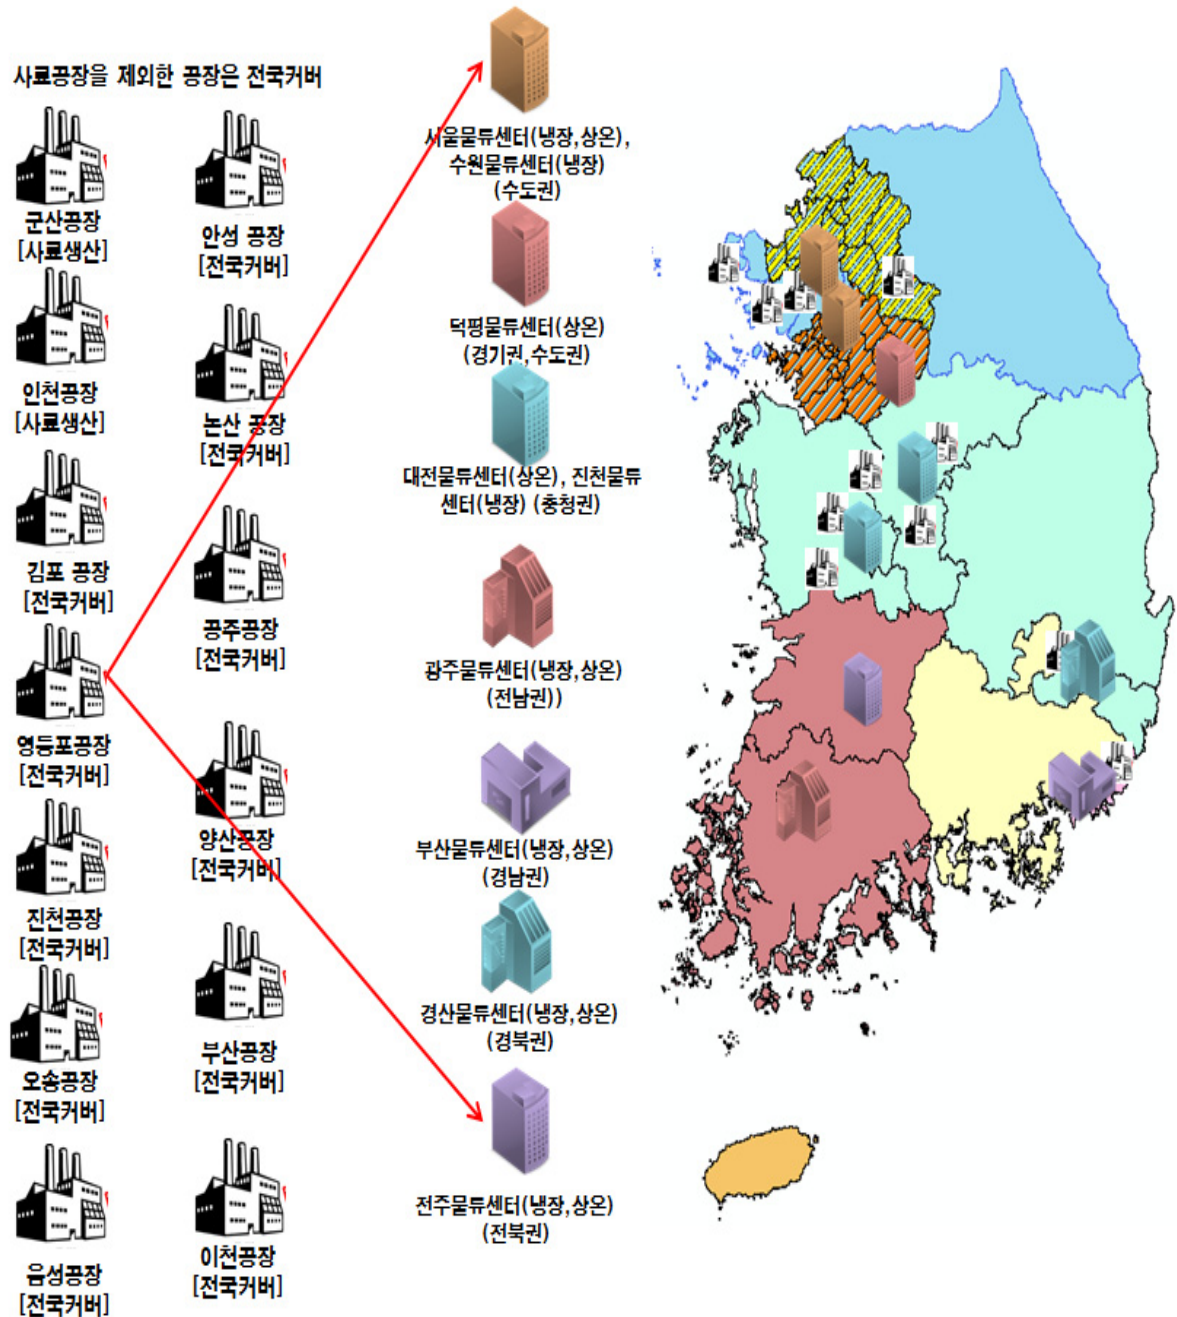 사료공장을 제외한 공장은 전국커버
군산공장
[사료생산]
인천공장
[사료생산]
김포 공장
[전국커버]
영등포공장
[전국커버]
진천공장
[전국커버]
오송공장
[전국커버]
음성공장
[전국커버]
안성 공장
[전국커버]
논산 공장
[전국커버]
공주공장
[전국커버]
양산공장
[전국커버]
부산공장
[전국커버]
이천공장
[전국커버]
서울물류센터(냉장,상온),
수원물류센터(냉장)
(수도권)
덕평물류센터(상온)
(경기권,수도권)
대전물류센터(상온), 진천물류
센터(냉장) (충청권)
광주물류센터(냉장,상온)
(전남권))
부산물류센터(냉장,상온)
(경남권)
경산물류센터(냉장,상온)
(경북권)
전주물류센터(냉장,상온)
(전북권)